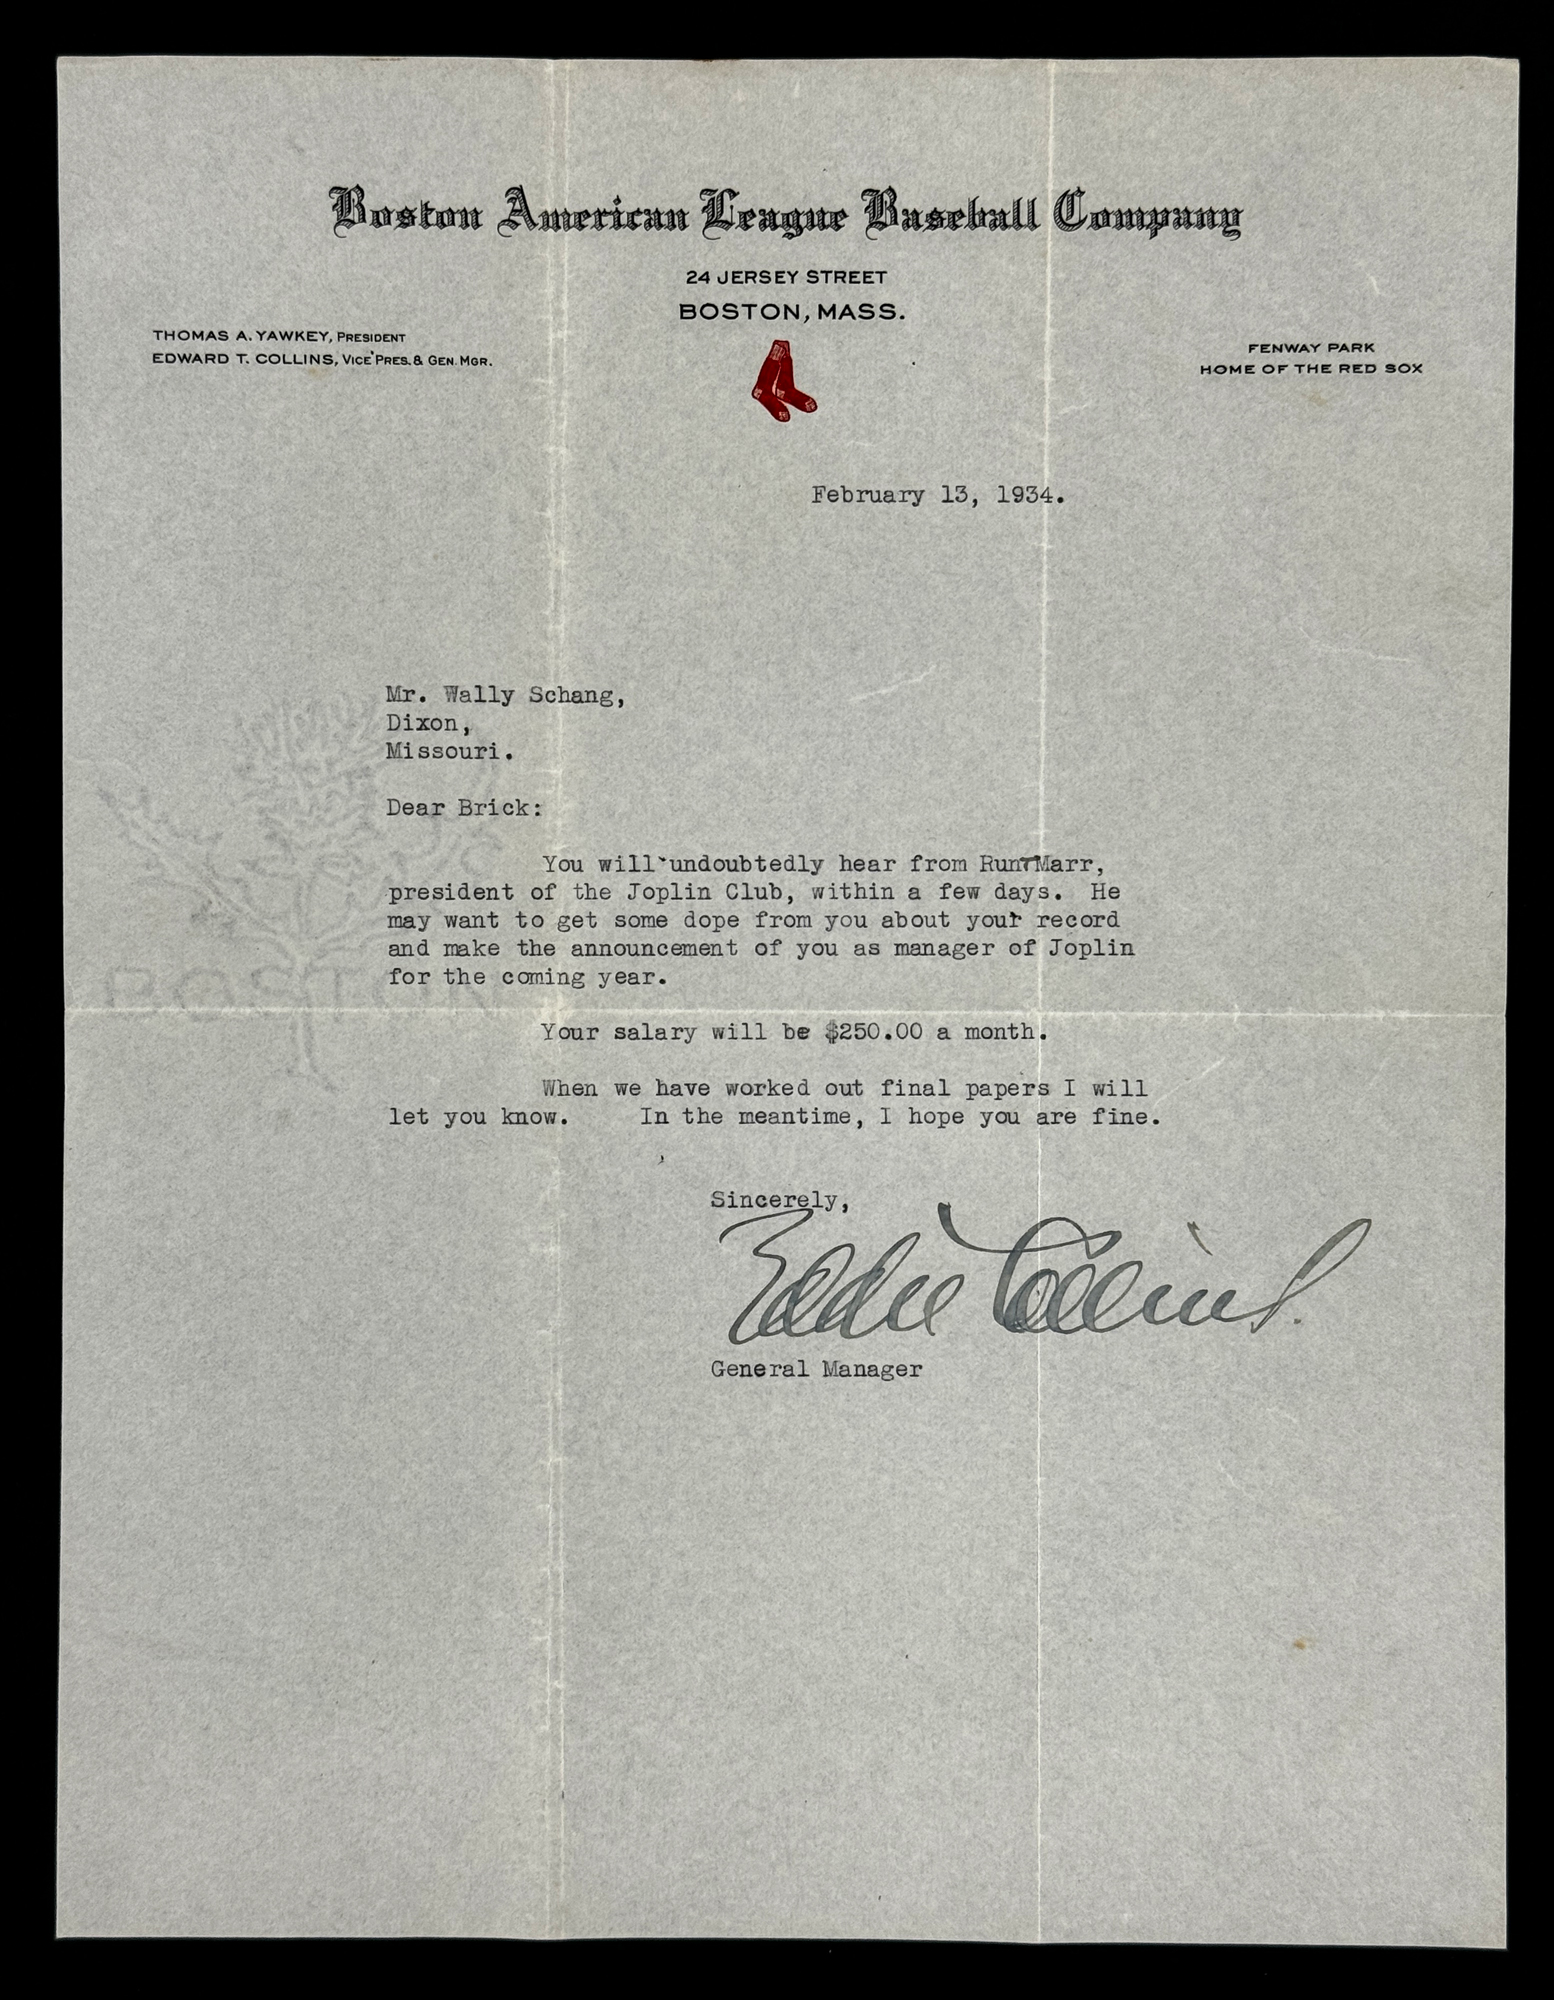 Boston American League Baseball Company
24 JERSEY STREET
BOSTON, MASS.
THOMAS A. YAWKEY, PRESIDENT
EDWARD T. COLLINS, VICE PRES. & GEN. MGR.
FENWAY PARK
HOME OF THE RED SOX
February 13, 1934.
Mr. Wally Schang,
Dixon,
Missouri.
Dear Brick:
You will undoubtedly hear from Runt Marr,
president of the Joplin Club, within a few days. He
may want to get some dope from you about your record
and make the announcement of you as manager of Joplin
for the coming year.
BOSTON
Your salary will be $250.00 a month.
When we have worked out final papers I will
let you know. In the meantime, I hope you are fine.
Sincerely,
Eddie Collins.
General Manager